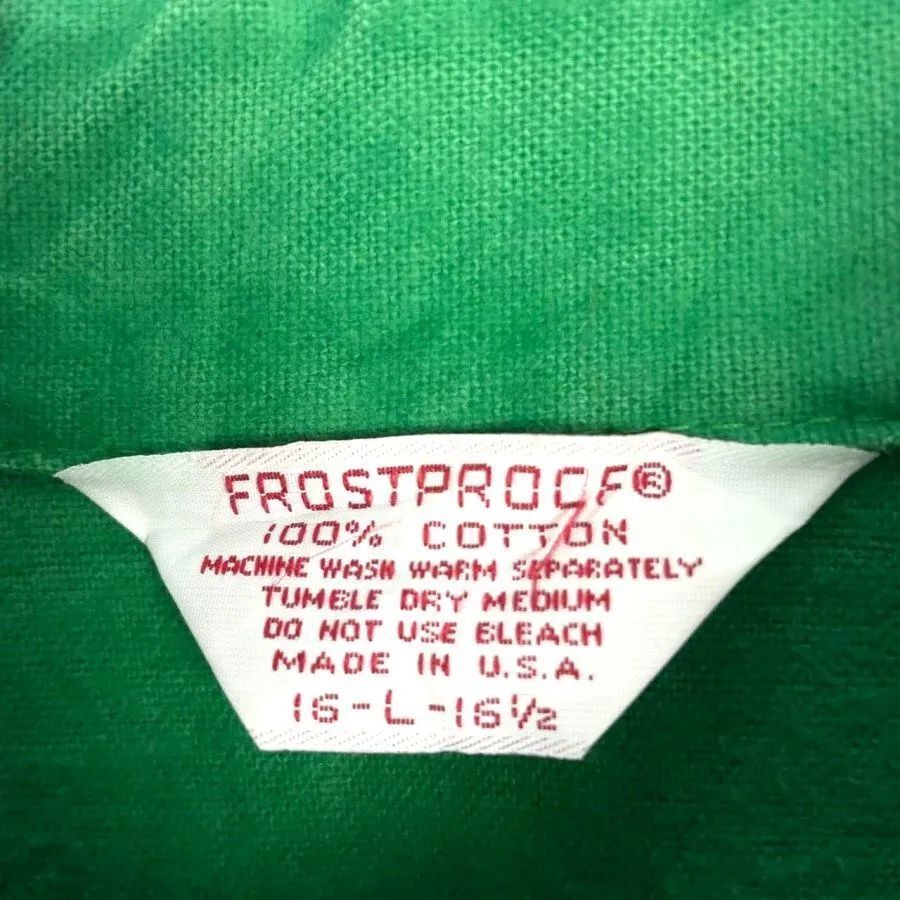 FROSTPROOF®
100% COTTON
MACHINE WASH WARM SEPARATELY
TUMBLE DRY MEDIUM
DO NOT USE BLEACH
MADE IN U.S.A.
16-L-16½